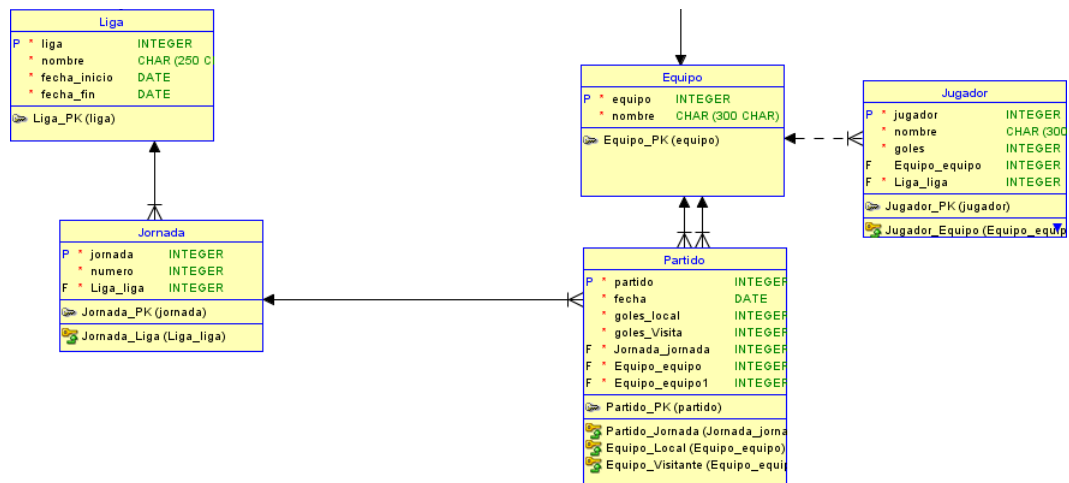 Liga
P * liga INTEGER
* nombre CHAR (250 C
* fecha_inicio DATE
* fecha_fin DATE
Liga_PK (liga)
Equipo
P * equipo INTEGER
* nombre CHAR (300 CHAR)
Equipo_PK (equipo)
Jugador
P * jugador INTEGER
* nombre CHAR (300
* goles INTEGER
F Equipo_equipo INTEGER
F * Liga_liga INTEGER
Jugador_PK (jugador)
Jugador_Equipo (Equipo_equip
Jornada
P * jornada INTEGER
* numero INTEGER
F * Liga_liga INTEGER
Jornada_PK (jornada)
Jornada_Liga (Liga_liga)
Partido
P * partido INTEGER
* fecha DATE
* goles_local INTEGER
* goles_Visita INTEGER
F * Jornada_jornada INTEGER
F * Equipo_equipo INTEGER
F * Equipo_equipo1 INTEGER
Partido_PK (partido)
Partido_Jornada (Jornada_jorna
Equipo_Local (Equipo_equipo)
Equipo_Visitante (Equipo_equip